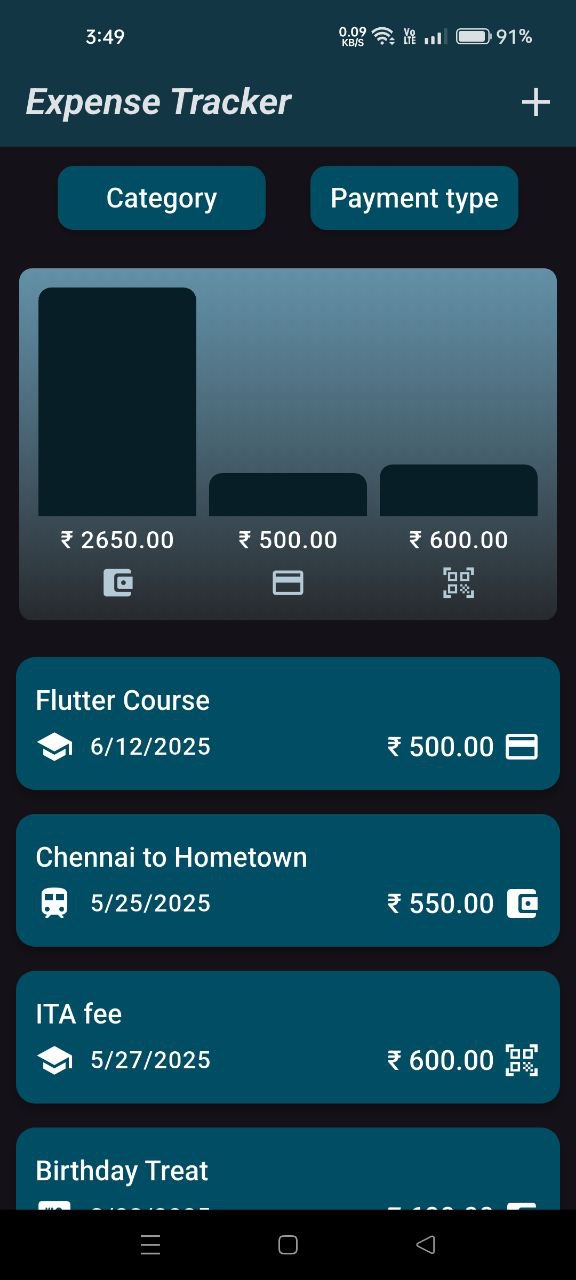 3:49 0.09 KB/S Vo LTE 91%
Expense Tracker
Category Payment type
₹ 2650.00 ₹ 500.00 ₹ 600.00
Flutter Course
6/12/2025 ₹ 500.00
Chennai to Hometown
5/25/2025 ₹ 550.00
ITA fee
5/27/2025 ₹ 600.00
Birthday Treat